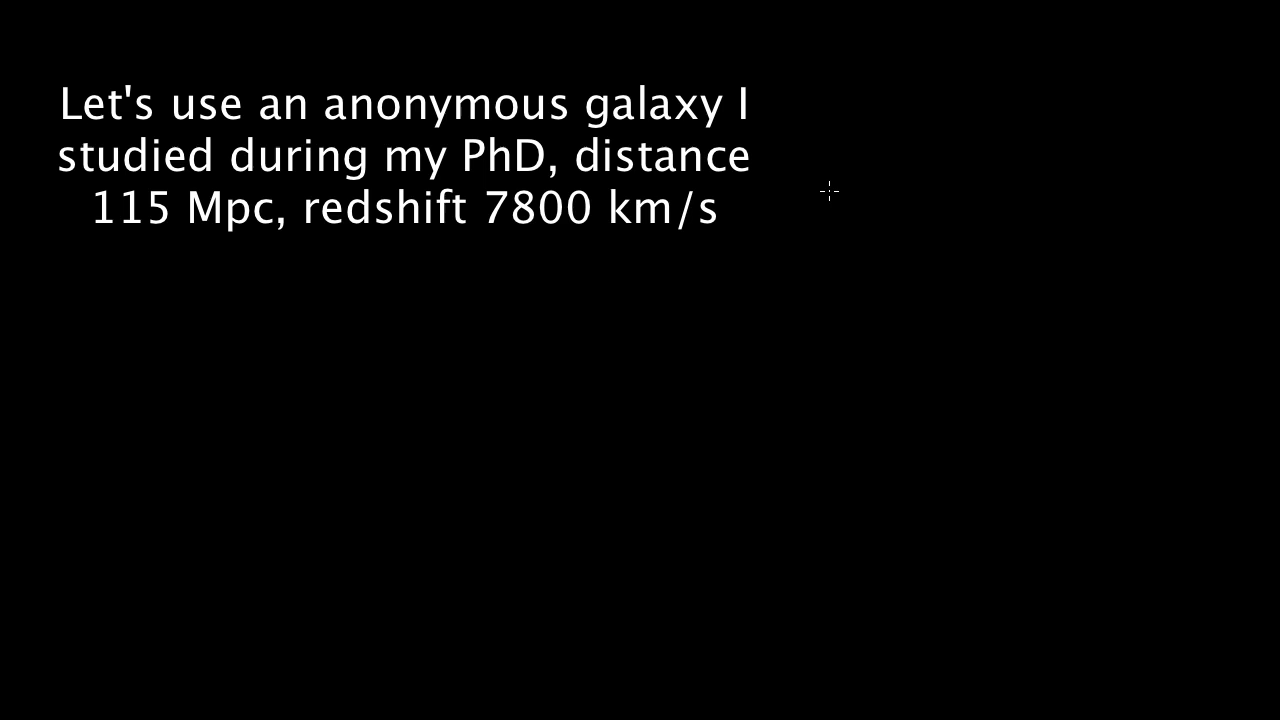 Let's use an anonymous galaxy I
studied during my PhD, distance
115 Mpc, redshift 7800 km/s